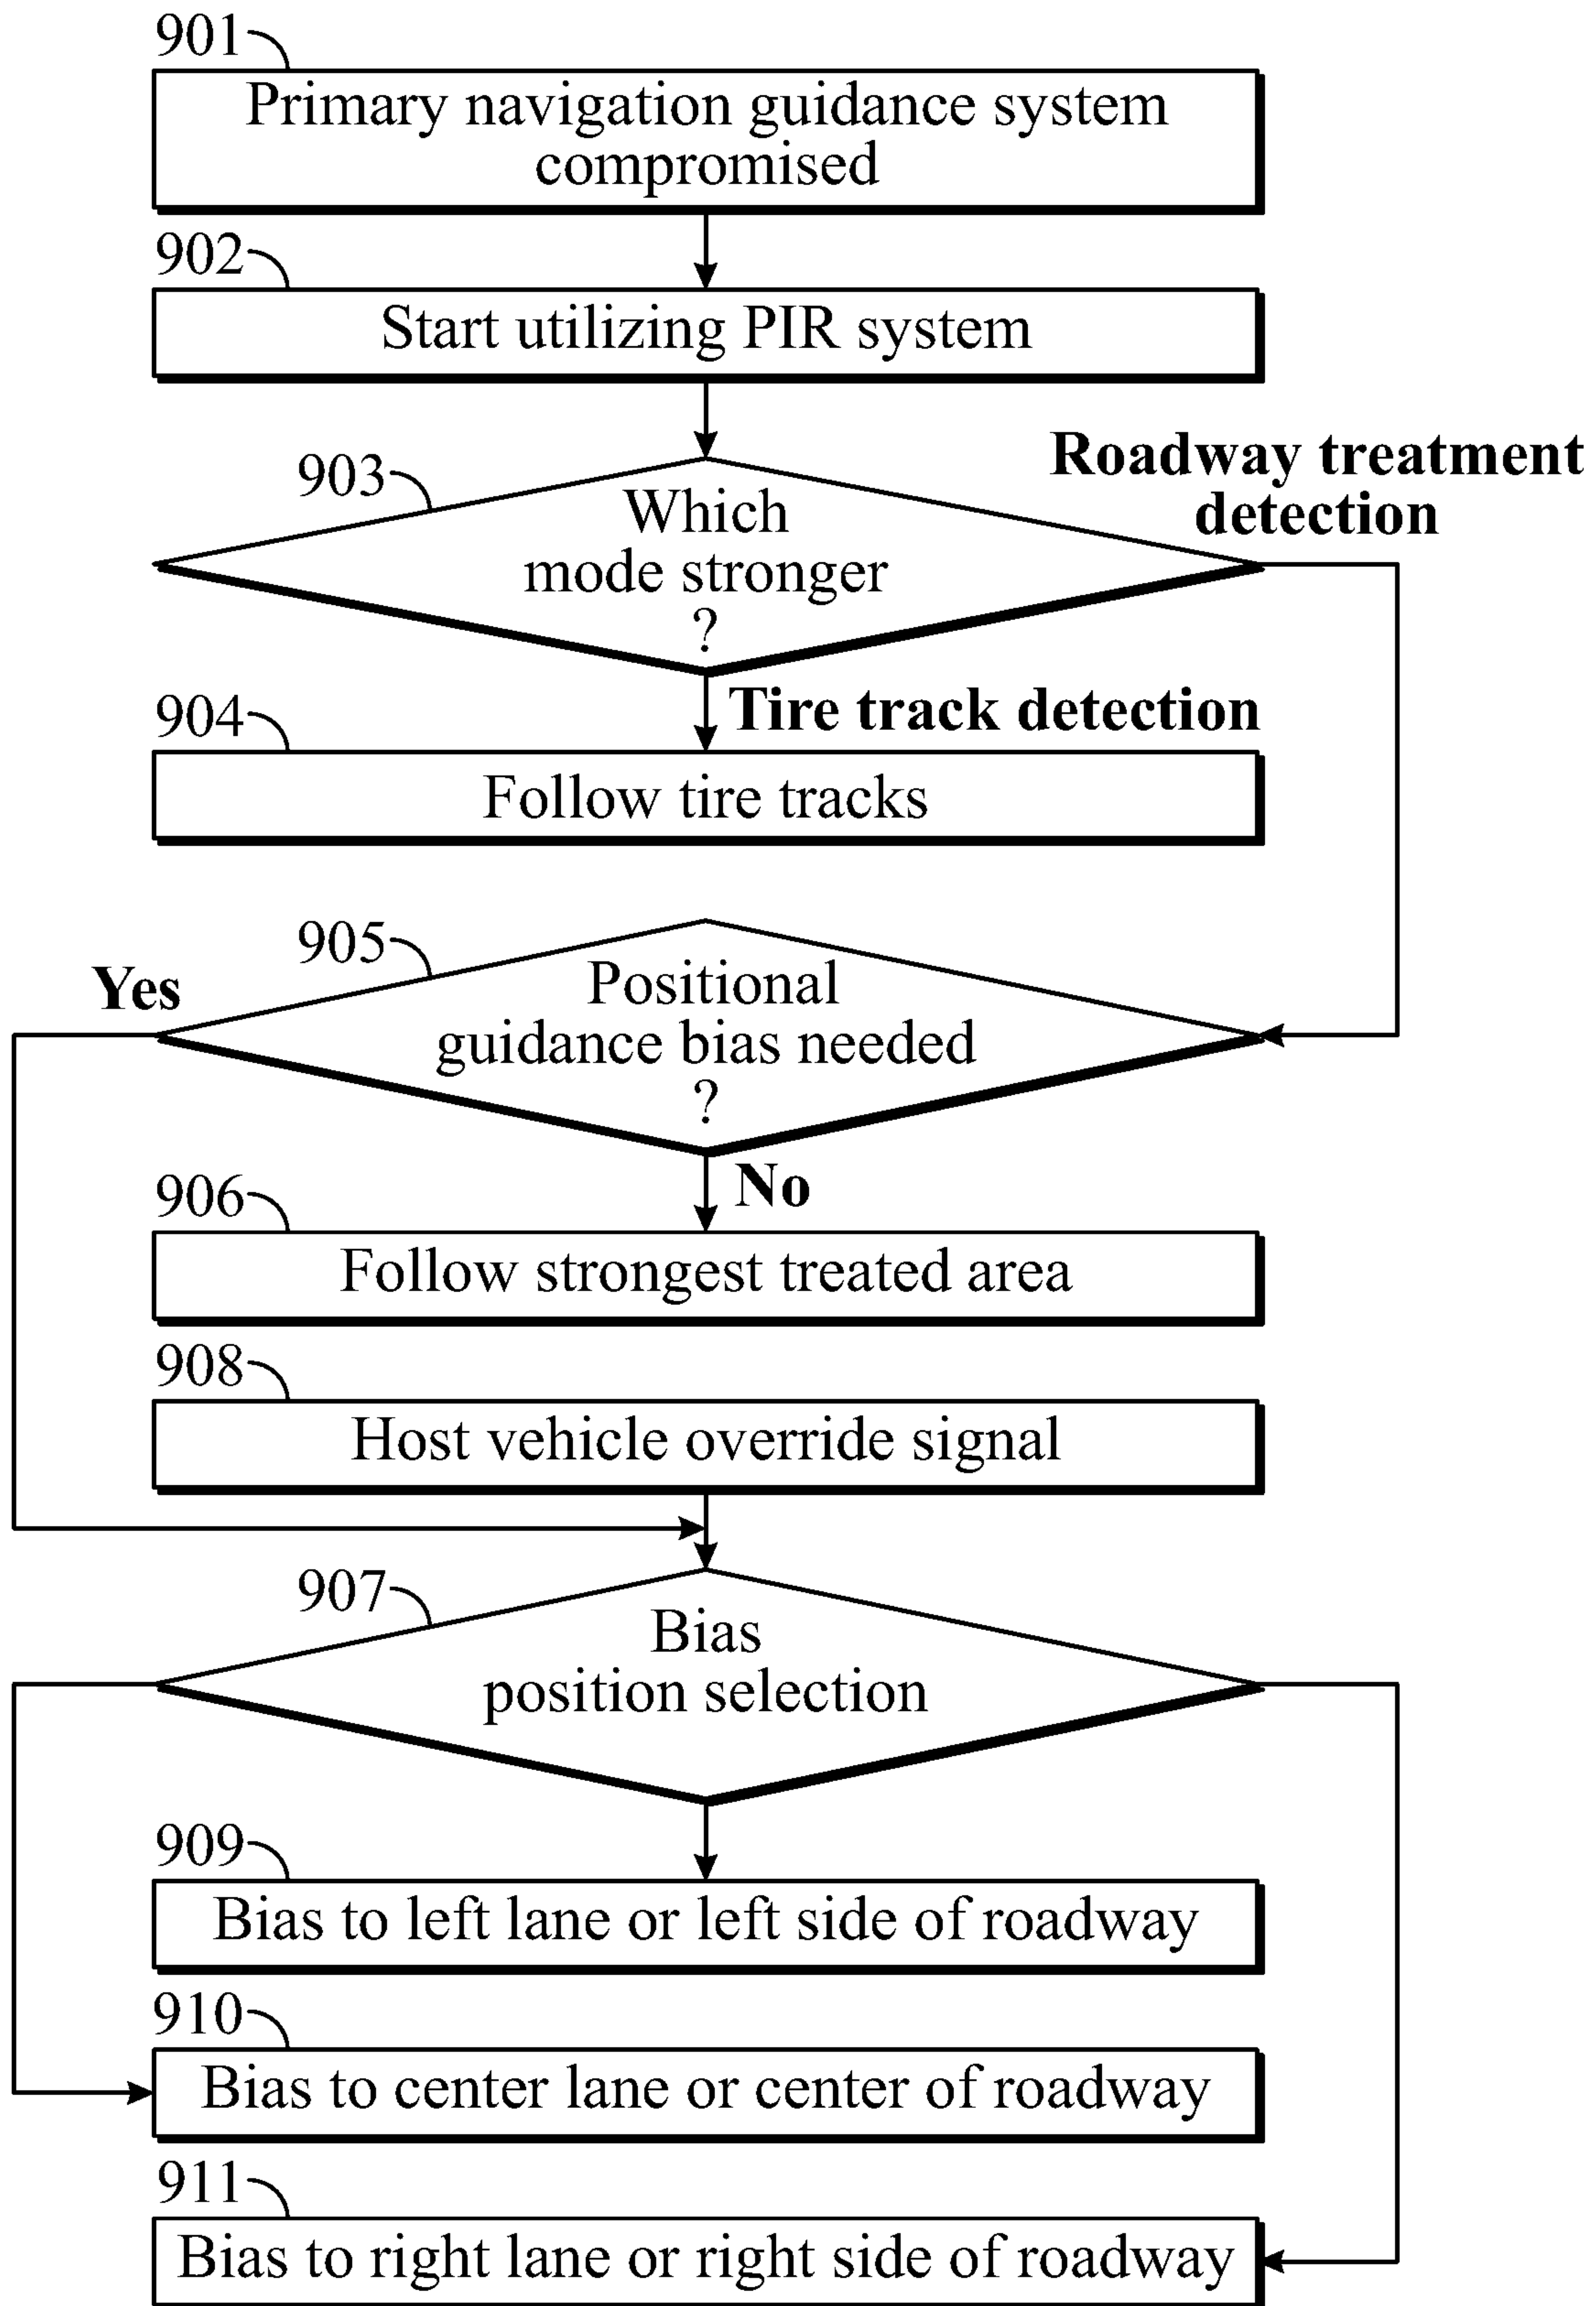 901
Primary navigation guidance system
compromised
902
Start utilizing PIR system
903
Which
mode stronger
?
Roadway treatment
detection
Tire track detection
904
Follow tire tracks
905
Positional
guidance bias needed
?
Yes
No
906
Follow strongest treated area
908
Host vehicle override signal
907
Bias
position selection
909
Bias to left lane or left side of roadway
910
Bias to center lane or center of roadway
911
Bias to right lane or right side of roadway